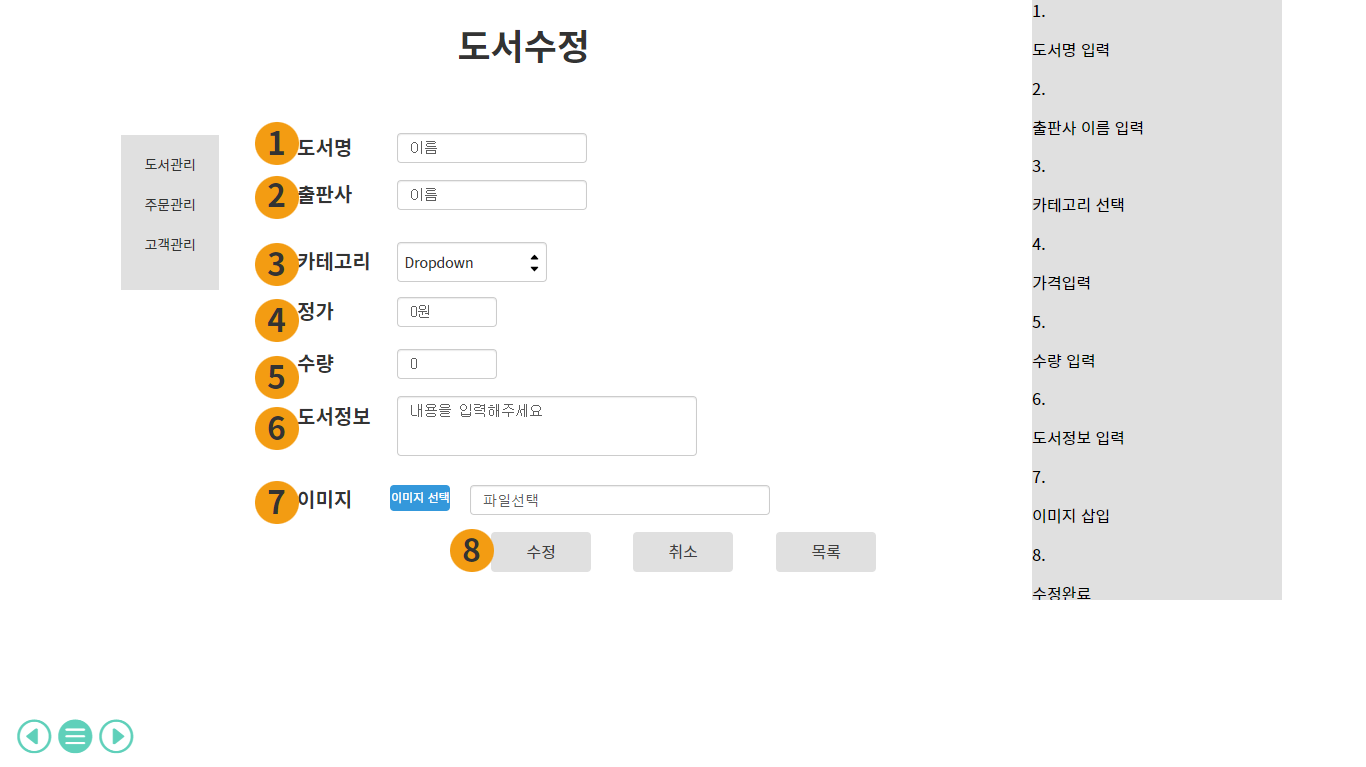 도서수정
도서관리
주문관리
고객관리
1 도서명 이름
2 출판사 이름
3 카테고리 Dropdown
4 정가 0원
5 수량 0
6 도서정보 내용을 입력해주세요
7 이미지 이미지 선택 파일선택
8 수정 취소 목록
1.
도서명 입력
2.
출판사 이름 입력
3.
카테고리 선택
4.
가격입력
5.
수량 입력
6.
도서정보 입력
7.
이미지 삽입
8.
수정완료